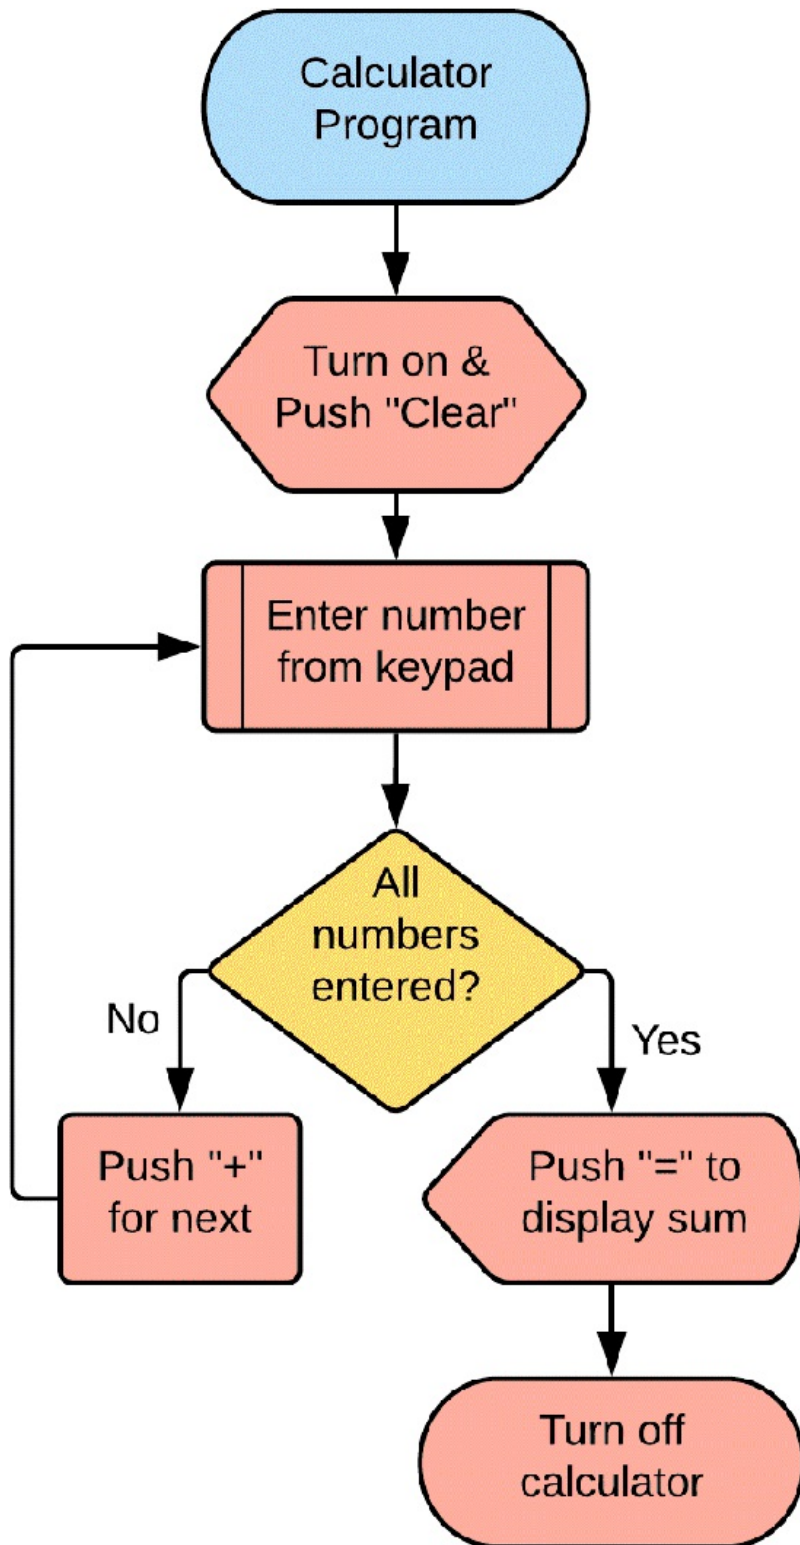 Calculator
Program
Turn on &
Push "Clear"
Enter number
from keypad
All
numbers
entered?
No
Yes
Push "+"
for next
Push "=" to
display sum
Turn off
calculator